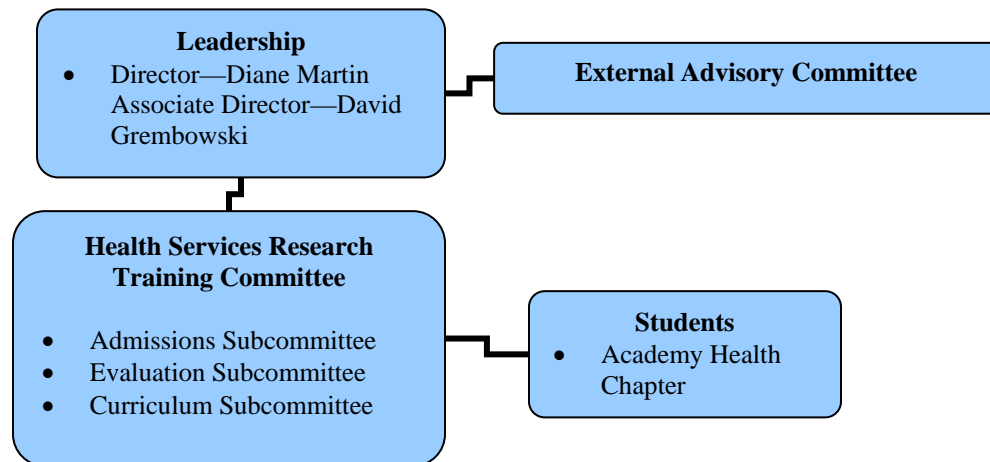 Leadership
• Director—Diane Martin
Associate Director—David
Grembowski
External Advisory Committee
Health Services Research
Training Committee
• Admissions Subcommittee
• Evaluation Subcommittee
• Curriculum Subcommittee
Students
• Academy Health
Chapter